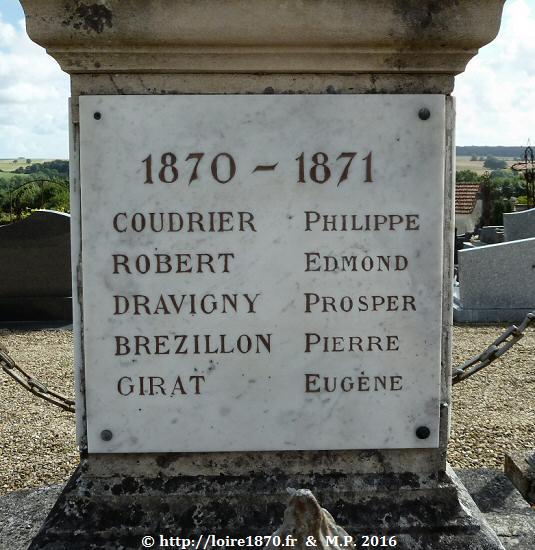 1870 - 1871
COUDRIER PHILIPPE
ROBERT EDMOND
DRAVIGNY PROSPER
BREZILLON PIERRE
GIRAT EUGÈNE
© http://loire1870.fr & M.P. 2016